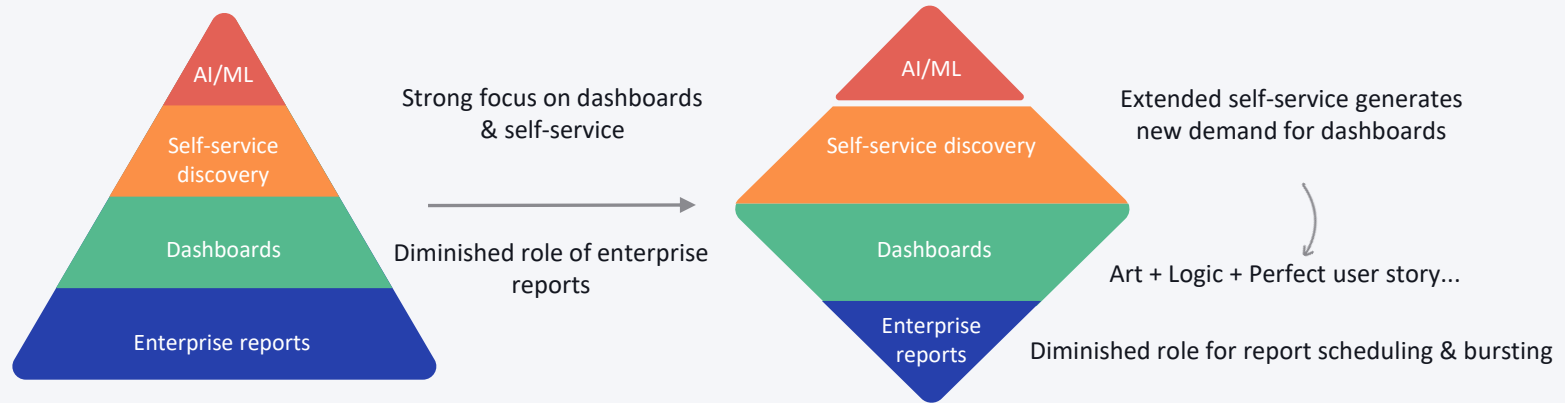 AI/ML
Self-service
discovery
Dashboards
Enterprise reports
Strong focus on dashboards
& self-service
Diminished role of enterprise
reports
AI/ML
Self-service discovery
Dashboards
Enterprise
reports
Extended self-service generates
new demand for dashboards
Art + Logic + Perfect user story...
Diminished role for report scheduling & bursting